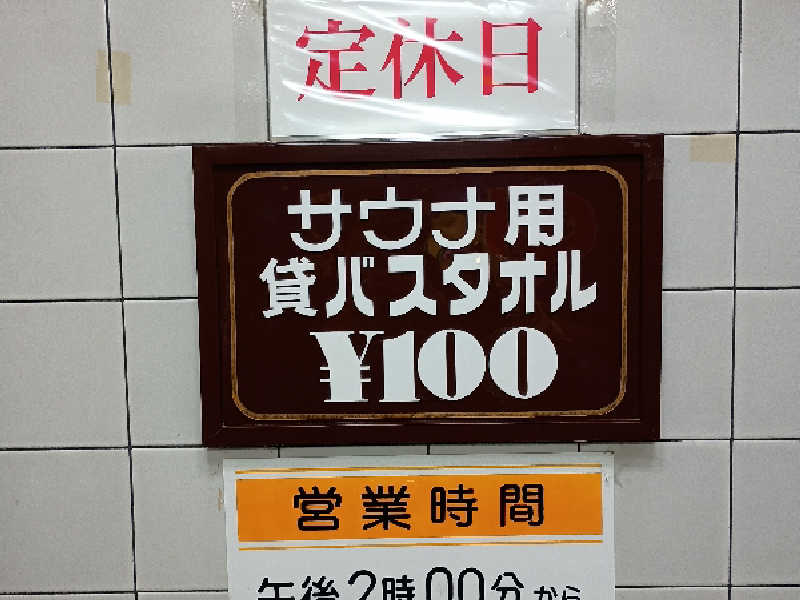 定休日
サウナ用
貸バスタオル
¥100
営業時間
午後2時00分から